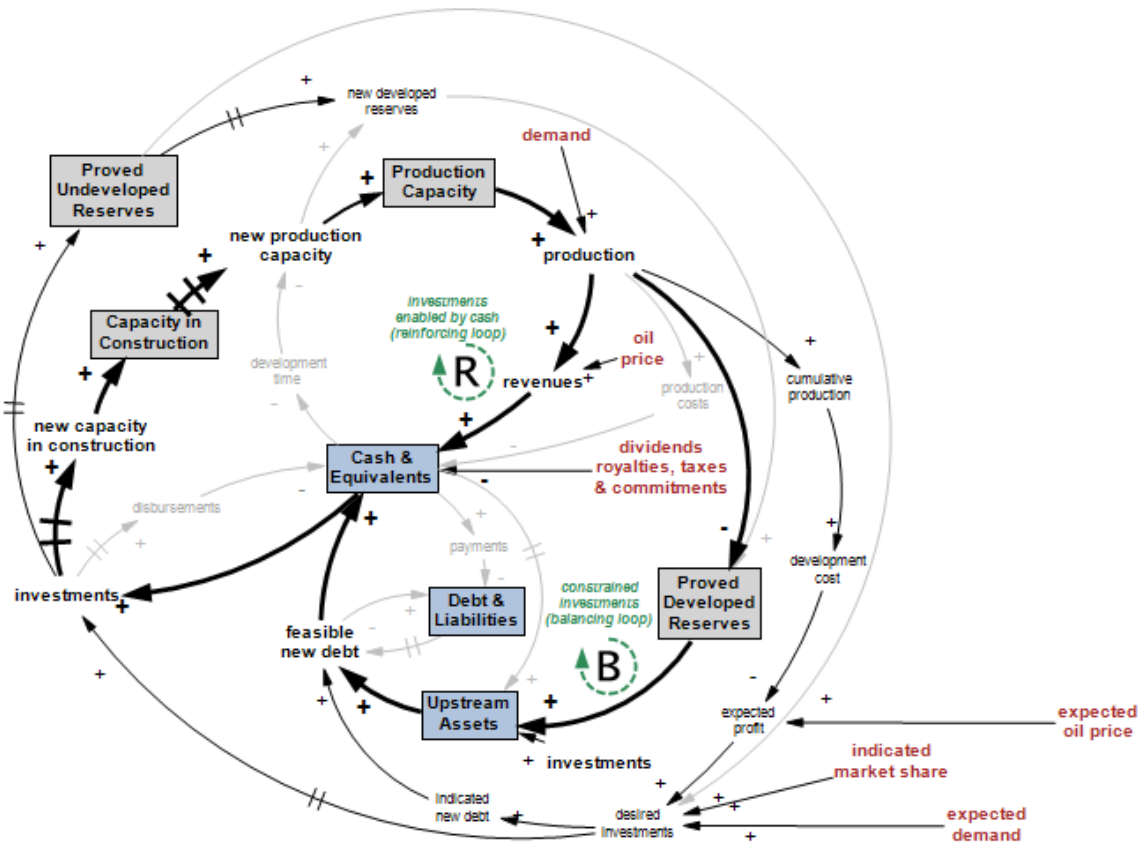 new developed
reserves
demand
Proved
Undeveloped
Reserves
Production
Capacity
new production
capacity
production
investments
enabled by cash
(reinforcing loop)
R
Capacity in
Construction
oil
price
development
time
revenues
production
costs
cumulative
production
new capacity
in construction
Cash &
Equivalents
dividends
royalties, taxes
& commitments
disbursements
payments
development
cost
investments
constrained
investments
(balancing loop)
B
Proved
Developed
Reserves
Debt &
Liabilities
feasible
new debt
Upstream
Assets
expected
profit
expected
oil price
investments
indicated
market share
indicated
new debt
desired
investments
expected
demand